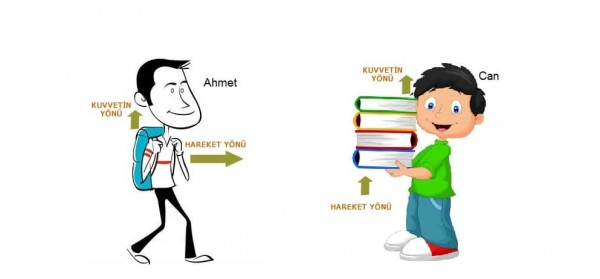 Ahmet
KUVVETİN
YÖNÜ
HAREKET YÖNÜ
KUVVETİN
YÖNÜ
Can
HAREKET YÖNÜ